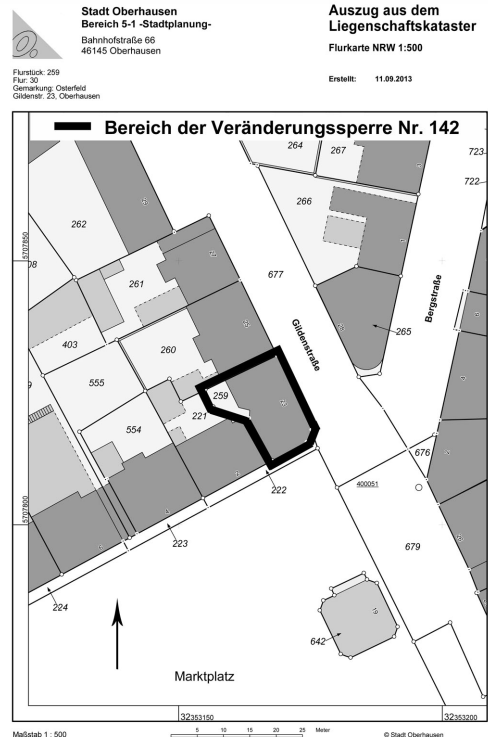 Stadt Oberhausen
Bereich 5-1 -Stadtplanung-
Bahnhofstraße 66
46145 Oberhausen
Auszug aus dem
Liegenschaftskataster
Flurkarte NRW 1:500
Flurstück: 259
Flur: 30
Gemarkung: Osterfeld
Gildenstr. 23, Oberhausen
Erstellt: 11.09.2013
Bereich der Veränderungssperre Nr. 142
264
267
723
722
266
262
677
5707850
261
Gildenstraße
Bergstraße
265
403
260
555
259
221
554
676
222
400051
5707800
223
679
224
19
642
Marktplatz
32353150
32353200
Maßstab 1 : 500
5 10 15 20 25 Meter
© Stadt Oberhausen